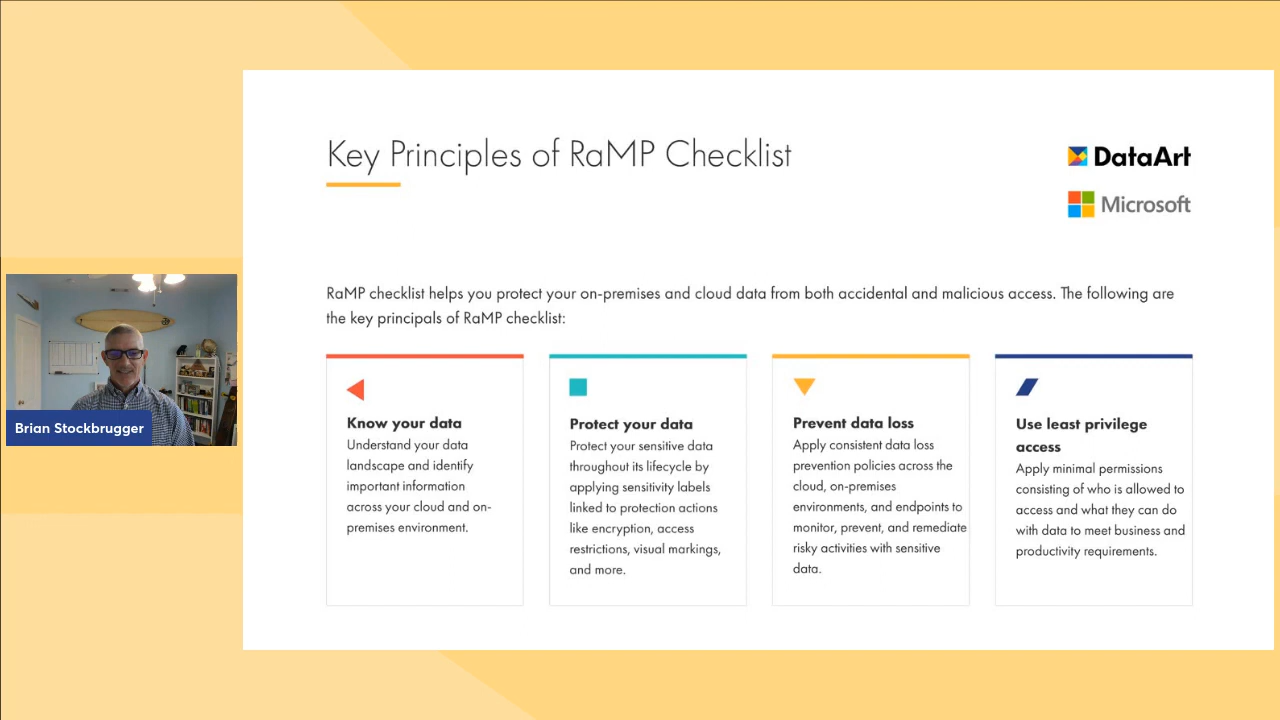 Key Principles of RaMP Checklist
DataArt
Microsoft
RaMP checklist helps you protect your on-premises and cloud data from both accidental and malicious access. The following are
the key principals of RaMP checklist:
Know your data
Understand your data
landscape and identify
important information
across your cloud and on-
premises environment.
Protect your data
Protect your sensitive data
throughout its lifecycle by
applying sensitivity labels
linked to protection actions
like encryption, access
restrictions, visual markings,
and more.
Prevent data loss
Apply consistent data loss
prevention policies across the
cloud, on-premises
environments, and endpoints to
monitor, prevent, and remediate
risky activities with sensitive
data.
Use least privilege
access
Apply minimal permissions
consisting of who is allowed to
access and what they can do
with data to meet business and
productivity requirements.
Brian Stockbrugger